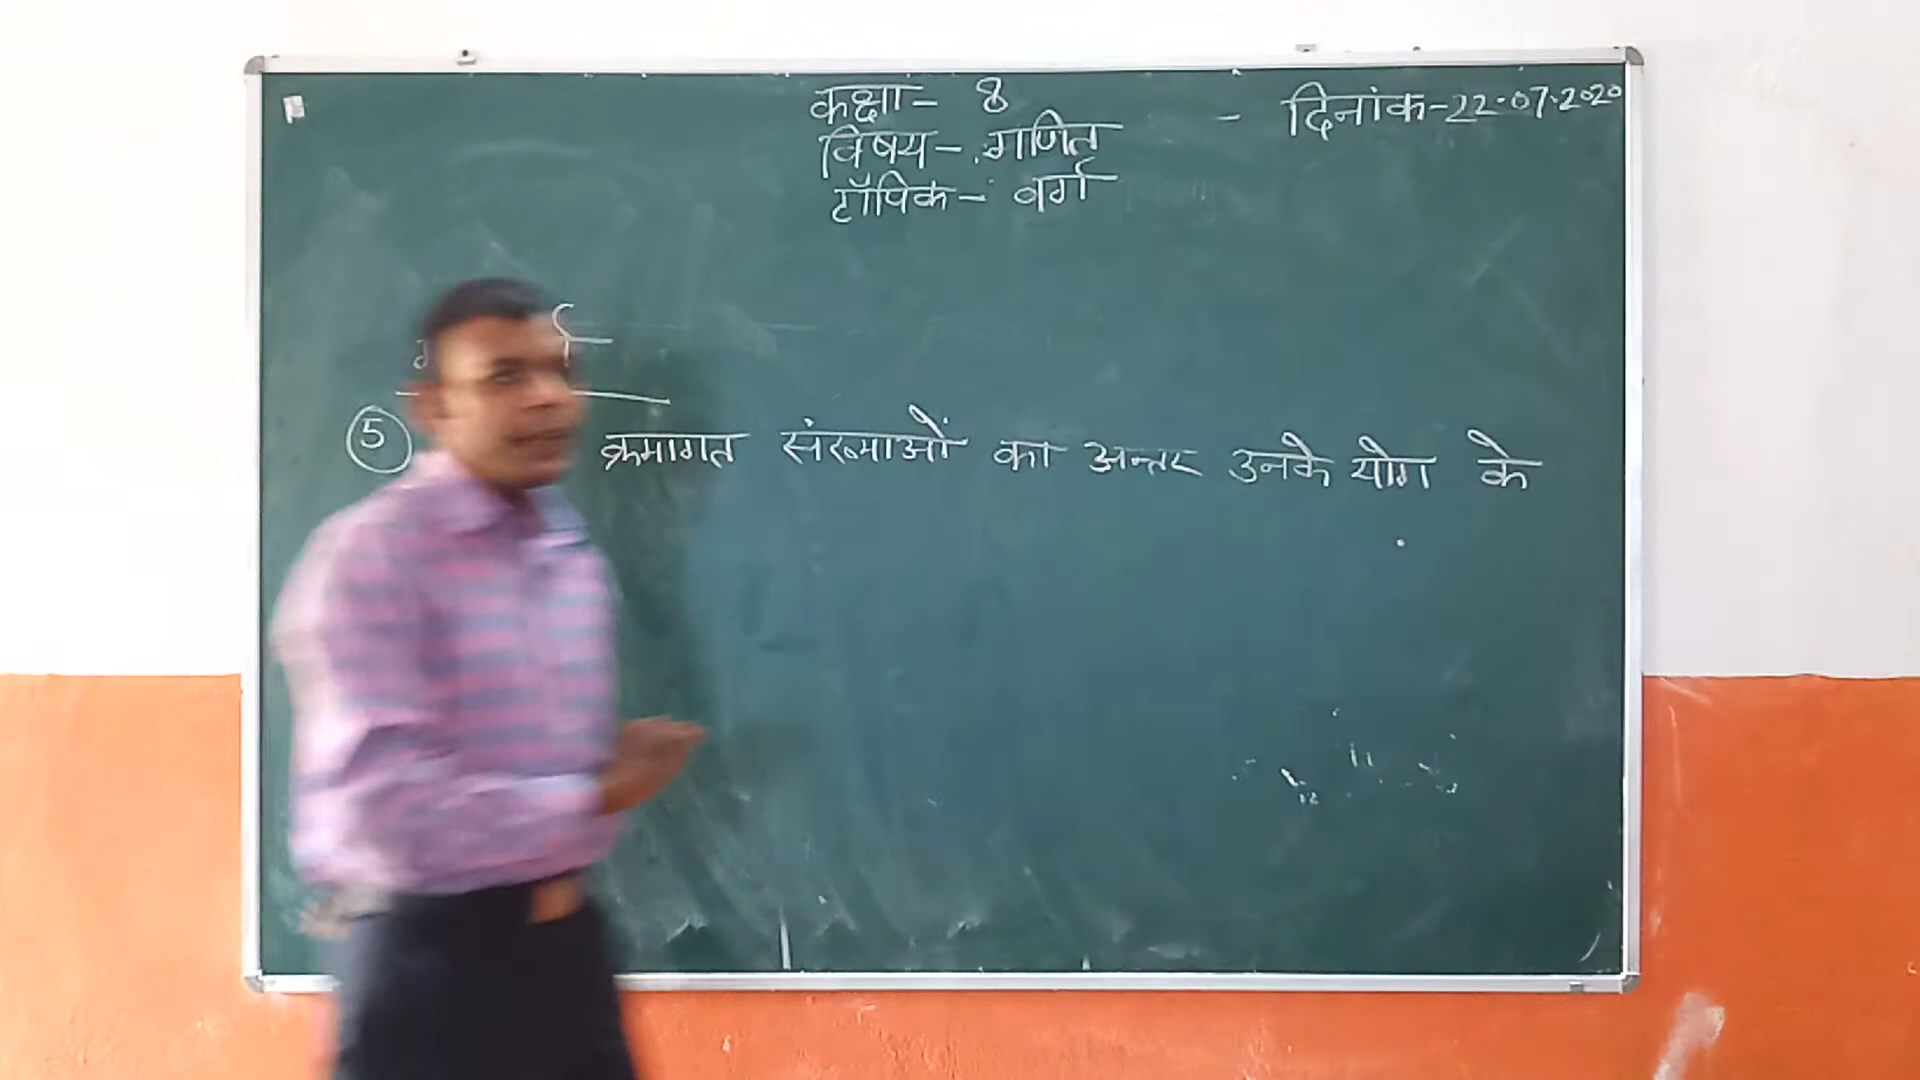 कक्षा- 8
- दिनांक-22.07.2020
विषय- गणित
टॉपिक- वर्ग
5 क्रमागत संख्याओं का अन्तर उनके योग के